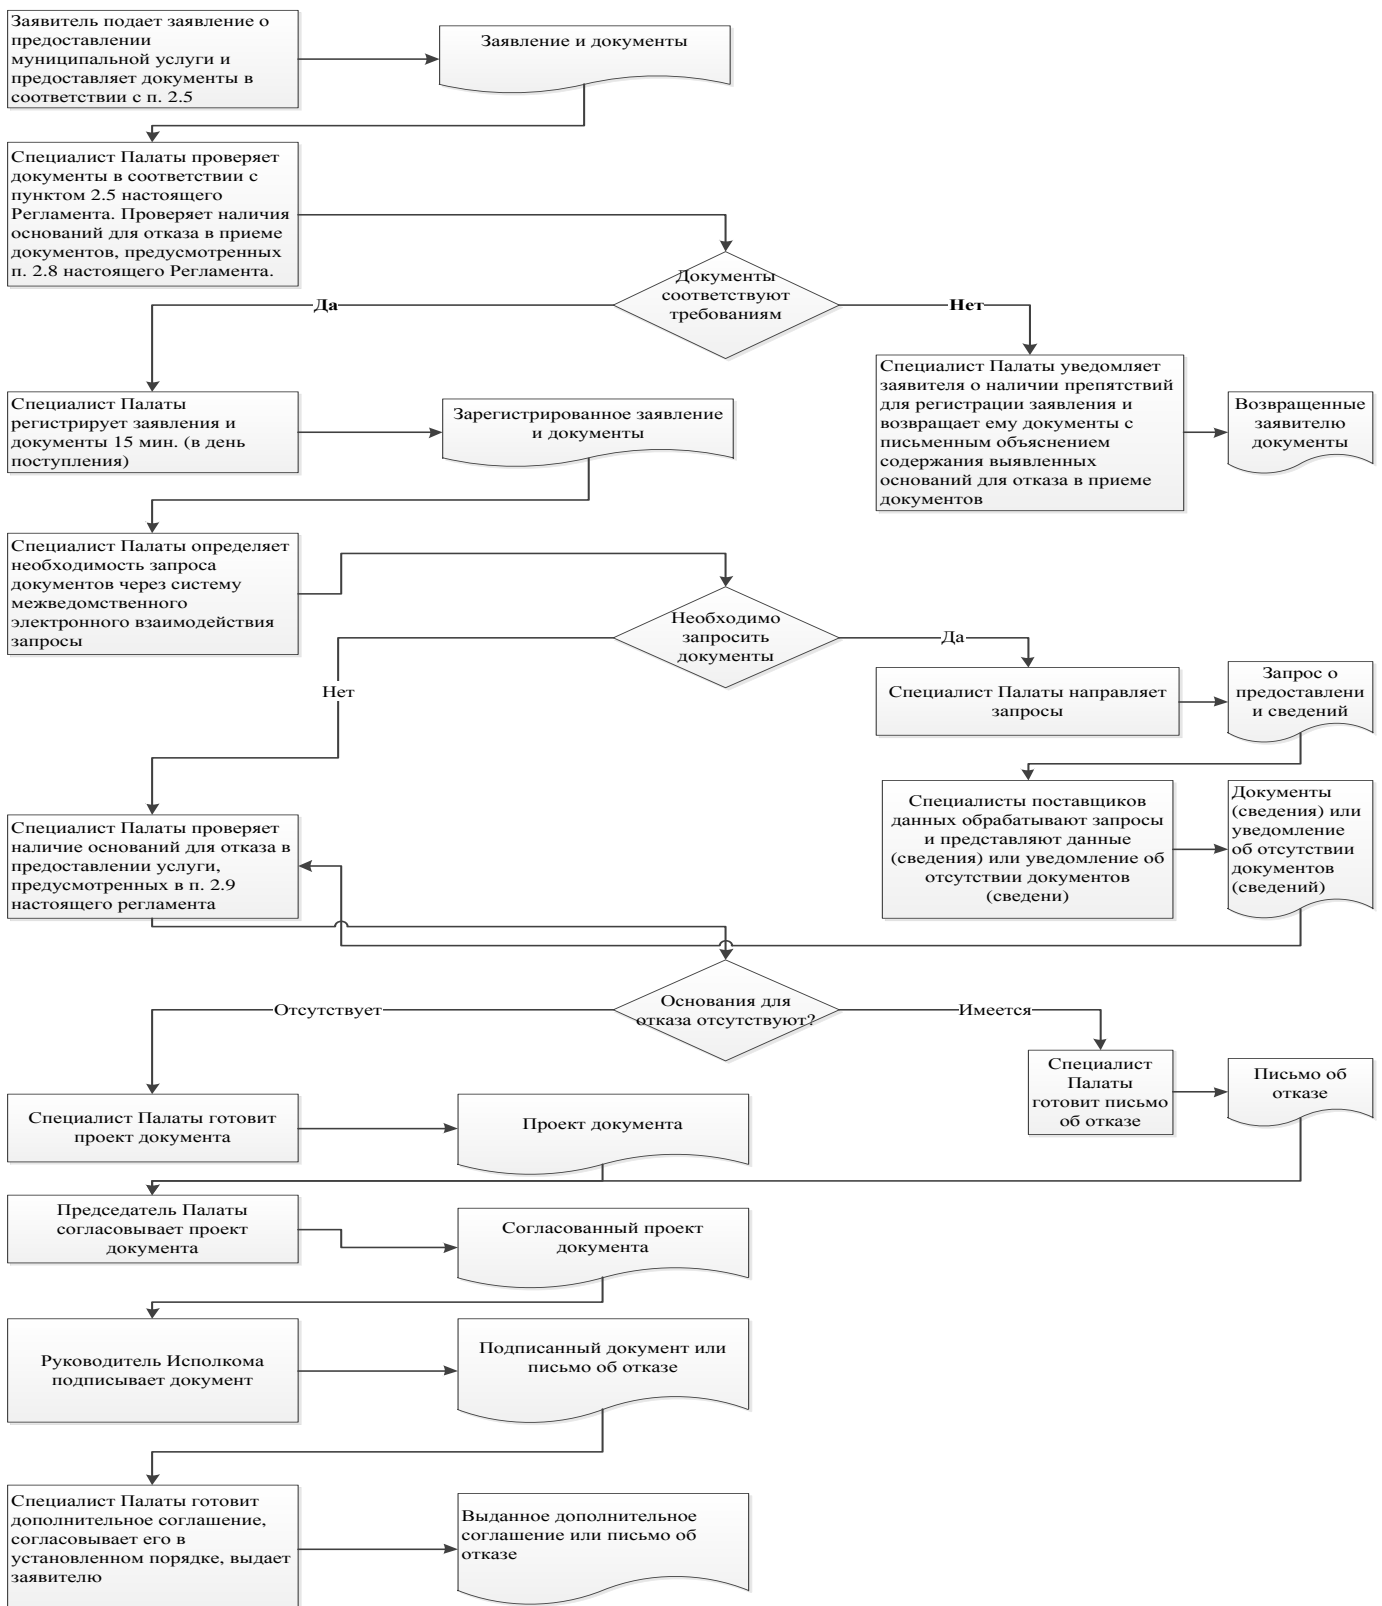 Заявитель подает заявление о
предоставлении
муниципальной услуги и
предоставляет документы в
соответствии с п. 2.5
Заявление и документы
Специалист Палаты проверяет
документы в соответствии с
пунктом 2.5 настоящего
Регламента. Проверяет наличия
оснований для отказа в приеме
документов, предусмотренных
п. 2.8 настоящего Регламента.
Документы
соответствуют
требованиям
Да
Нет
Специалист Палаты
регистрирует заявления и
документы 15 мин. (в день
поступления)
Зарегистрированное заявление
и документы
Специалист Палаты уведомляет
заявителя о наличии препятствий
для регистрации заявления и
возвращает ему документы с
письменным объяснением
содержания выявленных
оснований для отказа в приеме
документов
Возвращенные
заявителю
документы
Специалист Палаты определяет
необходимость запроса
документов через систему
межведомственного
электронного взаимодействия
запросы
Необходимо
запросить
документы
Да
Нет
Специалист Палаты направляет
запросы
Запрос о
предоставлени
и сведений
Специалисты поставщиков
данных обрабатывают запросы
и представляют данные
(сведения) или уведомление об
отсутствии документов
(сведени)
Документы
(сведения) или
уведомление
об отсутствии
документов
(сведений)
Специалист Палаты проверяет
наличие оснований для отказа в
предоставлении услуги,
предусмотренных в п. 2.9
настоящего регламента
Основания для
отказа отсутствуют?
Отсутствует
Имеется
Специалист
Палаты
готовит письмо
об отказе
Письмо об
отказе
Специалист Палаты готовит
проект документа
Проект документа
Председатель Палаты
согласовывает проект
документа
Согласованный проект
документа
Руководитель Исполкома
подписывает документ
Подписанный документ или
письмо об отказе
Специалист Палаты готовит
дополнительное соглашение,
согласовывает его в
установленном порядке, выдает
заявителю
Выданное дополнительное
соглашение или письмо об
отказе